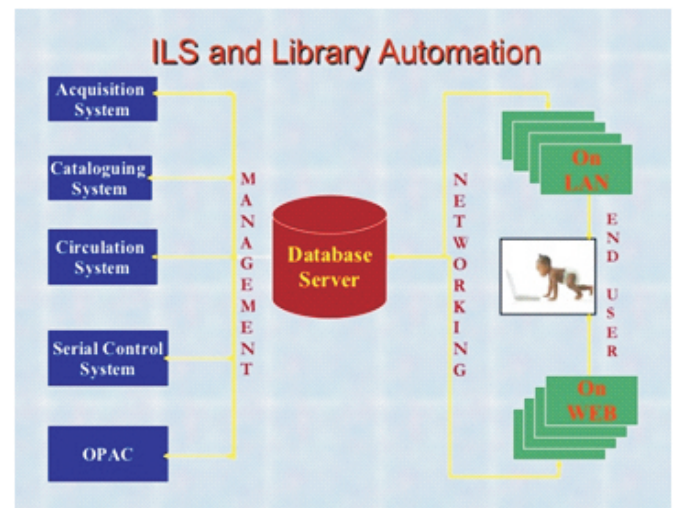 ILS and Library Automation
Acquisition
System
Cataloguing
System
Circulation
System
Serial Control
System
OPAC
MANAGEMENT
Database
Server
NETWORKING
On
LAN
END USER
On
WEB